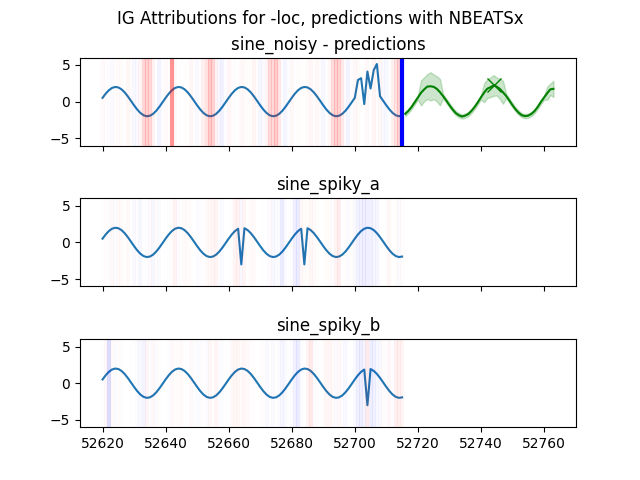 IG Attributions for -loc, predictions with NBEATSx
sine_noisy - predictions
5
0
−5
sine_spiky_a
5
0
−5
sine_spiky_b
5
0
−5
52620 52640 52660 52680 52700 52720 52740 52760